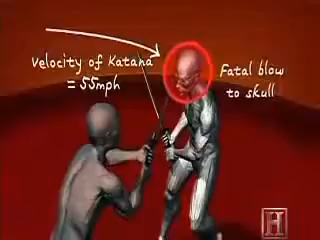 Velocity of Katana
= 55mph
Fatal blow
to skull
H